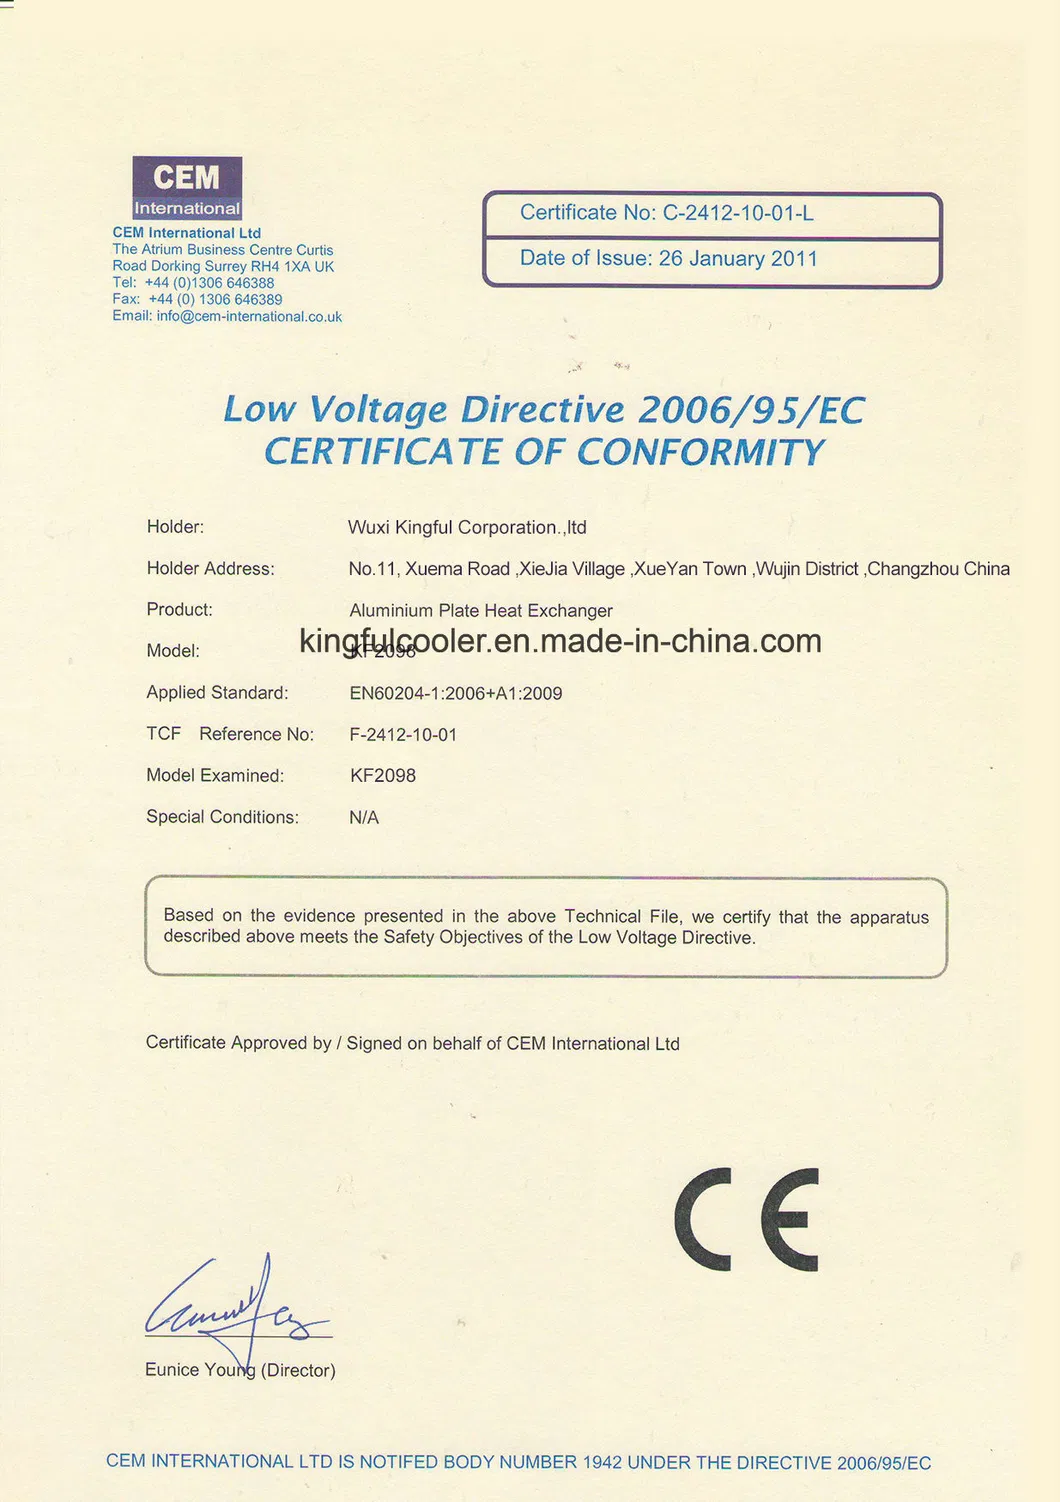 CEM
International
CEM International Ltd
The Atrium Business Centre Curtis
Road Dorking Surrey RH4 1XA UK
Tel: +44 (0)1306 646388
Fax: +44 (0) 1306 646389
Email: info@cem-international.co.uk
Certificate No: C-2412-10-01-L
Date of Issue: 26 January 2011
Low Voltage Directive 2006/95/EC
CERTIFICATE OF CONFORMITY
Holder: Wuxi Kingful Corporation.,ltd
Holder Address: No.11, Xuema Road ,XieJia Village ,XueYan Town ,Wujin District ,Changzhou China
Product: Aluminium Plate Heat Exchanger
kingfulcooler.en.made-in-china.com
Model: KF2098
Applied Standard: EN60204-1:2006+A1:2009
TCF Reference No: F-2412-10-01
Model Examined: KF2098
Special Conditions: N/A
Based on the evidence presented in the above Technical File, we certify that the apparatus
described above meets the Safety Objectives of the Low Voltage Directive.
Certificate Approved by / Signed on behalf of CEM International Ltd
CE
Eunice Young (Director)
CEM INTERNATIONAL LTD IS NOTIFED BODY NUMBER 1942 UNDER THE DIRECTIVE 2006/95/EC